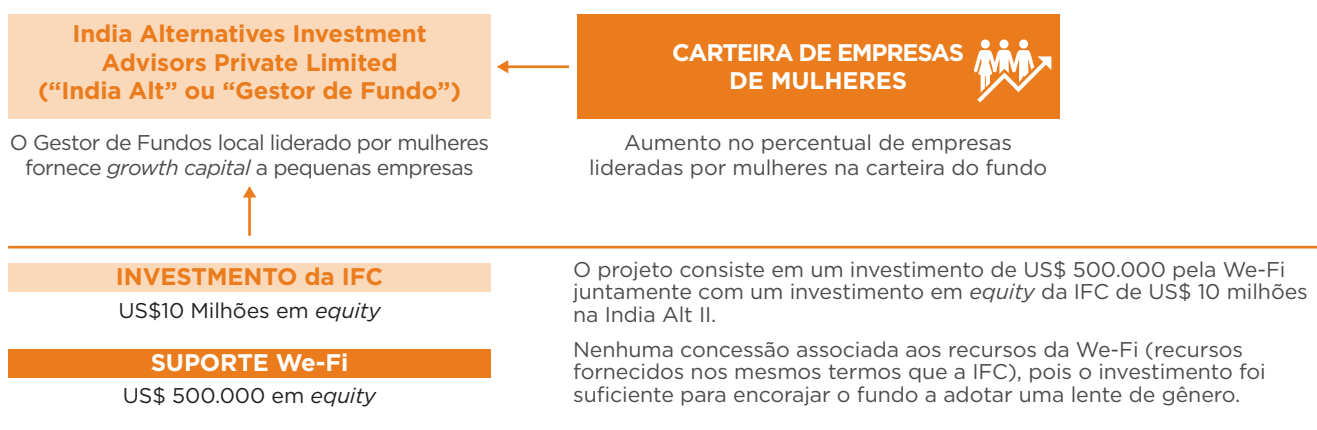 India Alternatives Investment
Advisors Private Limited
(“India Alt” ou “Gestor de Fundo”)
O Gestor de Fundos local liderado por mulheres
fornece growth capital a pequenas empresas
CARTEIRA DE EMPRESAS
DE MULHERES
Aumento no percentual de empresas
lideradas por mulheres na carteira do fundo
INVESTMENTO da IFC
US$10 Milhões em equity
SUPORTE We-Fi
US$ 500.000 em equity
O projeto consiste em um investimento de US$ 500.000 pela We-Fi
juntamente com um investimento em equity da IFC de US$ 10 milhões
na India Alt II.
Nenhuma concessão associada aos recursos da We-Fi (recursos
fornecidos nos mesmos termos que a IFC), pois o investimento foi
suficiente para encorajar o fundo a adotar uma lente de gênero.